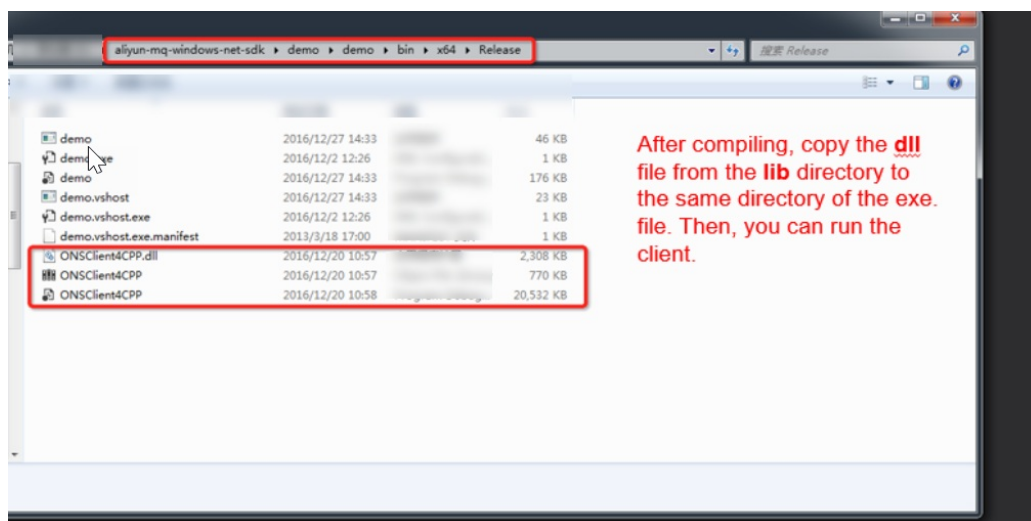 aliyun-mq-windows-net-sdk ▸ demo ▸ demo ▸ bin ▸ x64 ▸ Release
搜索 Release
demo 2016/12/27 14:33 46 KB
2016/12/2 12:26 1 KB
demo 2016/12/27 14:33 176 KB
demo.vshost 2016/12/27 14:33 23 KB
demo.vshost.exe 2016/12/2 12:26 1 KB
demo.vshost.exe.manifest 2013/3/18 17:00 1 KB
ONSClient4CPP.dll 2016/12/20 10:57 2,308 KB
ONSClient4CPP 2016/12/20 10:57 770 KB
ONSClient4CPP 2016/12/20 10:58 20,532 KB
After compiling, copy the dll
file from the lib directory to
the same directory of the exe.
file. Then, you can run the
client.